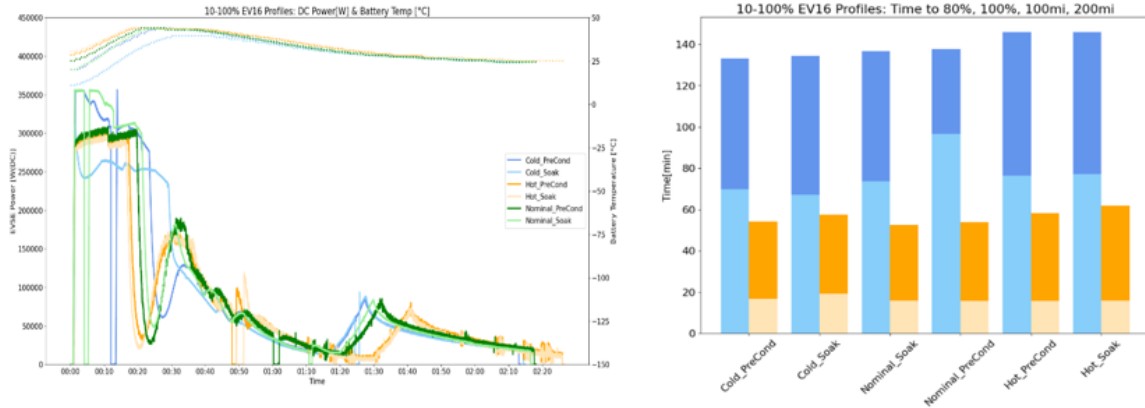 10-100% EV16 Profiles: DC Power[W] & Battery Temp [°C]
450000
400000
350000
300000
250000
200000
150000
100000
50000
0
EVSE Power [W(DC)]
50
25
0
−25
−50
−75
−100
−125
−150
Battery Temperature [°C]
Cold_PreCond
Cold_Soak
Hot_PreCond
Hot_Soak
Nominal_PreCond
Nominal_Soak
00:00 00:10 00:20 00:30 00:40 00:50 01:00 01:10 01:20 01:30 01:40 01:50 02:00 02:10 02:20
Time
10-100% EV16 Profiles: Time to 80%, 100%, 100mi, 200mi
140
120
100
80
60
40
20
0
Time[min]
Cold_PreCond
Cold_Soak
Nominal_Soak
Nominal_PreCond
Hot_PreCond
Hot_Soak